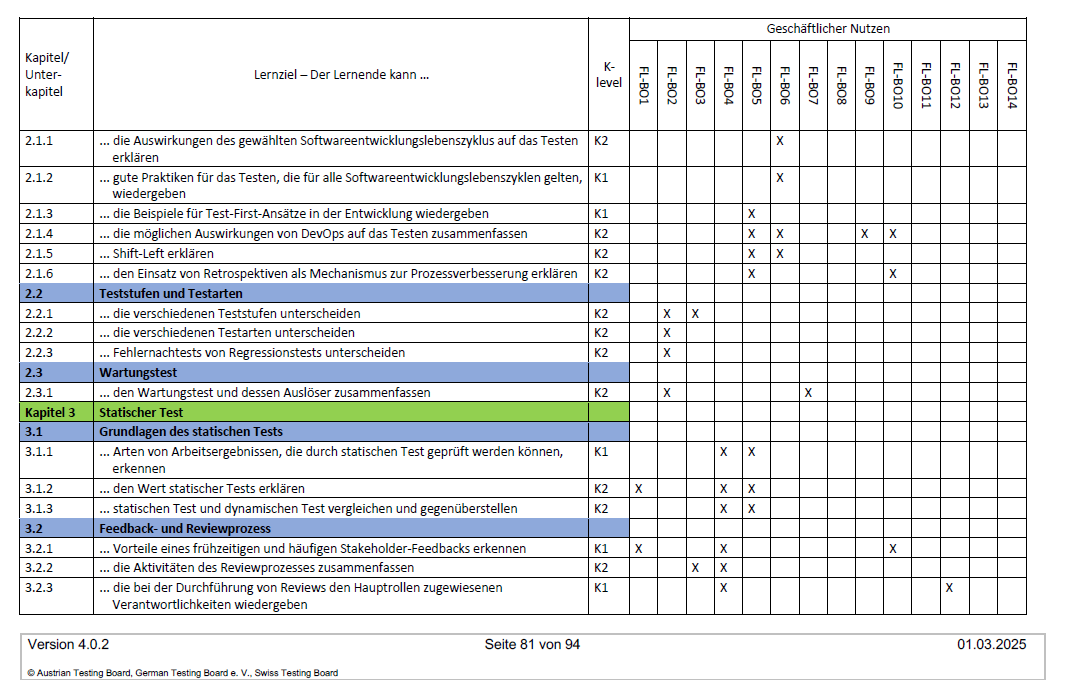 Geschäftlicher Nutzen
Kapitel/
Unter-
kapitel
Lernziel – Der Lernende kann ...
K-
level
FL-BO1
FL-BO2
FL-BO3
FL-BO4
FL-BO5
FL-BO6
FL-BO7
FL-BO8
FL-BO9
FL-BO10
FL-BO11
FL-BO12
FL-BO13
FL-BO14
2.1.1 ... die Auswirkungen des gewählten Softwareentwicklungslebenszyklus auf das Testen K2 X
erklären
2.1.2 ... gute Praktiken für das Testen, die für alle Softwareentwicklungslebenszyklen gelten, K1 X
wiedergeben
2.1.3 ... die Beispiele für Test-First-Ansätze in der Entwicklung wiedergeben K1 X
2.1.4 ... die möglichen Auswirkungen von DevOps auf das Testen zusammenfassen K2 X X X X
2.1.5 ... Shift-Left erklären K2 X X
2.1.6 ... den Einsatz von Retrospektiven als Mechanismus zur Prozessverbesserung erklären K2 X X
2.2 Teststufen und Testarten
2.2.1 ... die verschiedenen Teststufen unterscheiden K2 X X
2.2.2 ... die verschiedenen Testarten unterscheiden K2 X
2.2.3 ... Fehlernachtests von Regressionstests unterscheiden K2 X
2.3 Wartungstest
2.3.1 ... den Wartungstest und dessen Auslöser zusammenfassen K2 X X
Kapitel 3 Statischer Test
3.1 Grundlagen des statischen Tests
3.1.1 ... Arten von Arbeitsergebnissen, die durch statischen Test geprüft werden können, K1 X X
erkennen
3.1.2 ... den Wert statischer Tests erklären K2 X X X
3.1.3 ... statischen Test und dynamischen Test vergleichen und gegenüberstellen K2 X X
3.2 Feedback- und Reviewprozess
3.2.1 ... Vorteile eines frühzeitigen und häufigen Stakeholder-Feedbacks erkennen K1 X X X
3.2.2 ... die Aktivitäten des Reviewprozesses zusammenfassen K2 X X
3.2.3 ... die bei der Durchführung von Reviews den Hauptrollen zugewiesenen K1 X X
Verantwortlichkeiten wiedergeben
Version 4.0.2 Seite 81 von 94 01.03.2025
© Austrian Testing Board, German Testing Board e. V., Swiss Testing Board